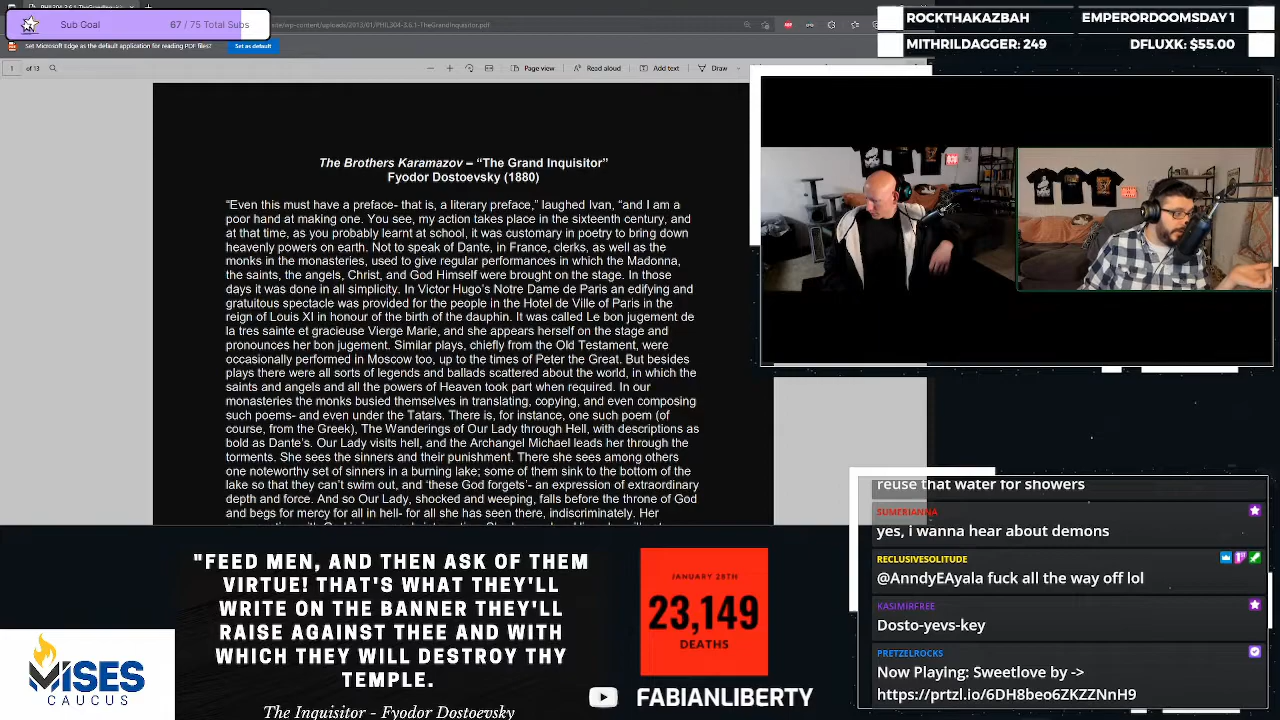 Sub Goal
67 / 75 Total Subs
ROCKTHAKAZBAH
EMPERORDOOMSDAY 1
MITHRILDAGGER: 249
DFLUXK: $55.00
Set Microsoft Edge as the default application for reading PDF files?
Set as default
1 of 13
Page view
Read aloud
Add text
Draw
The Brothers Karamazov – “The Grand Inquisitor”
Fyodor Dostoevsky (1880)
“Even this must have a preface- that is, a literary preface,” laughed Ivan, “and I am a
poor hand at making one. You see, my action takes place in the sixteenth century, and
at that time, as you probably learnt at school, it was customary in poetry to bring down
heavenly powers on earth. Not to speak of Dante, in France, clerks, as well as the
monks in the monasteries, used to give regular performances in which the Madonna,
the saints, the angels, Christ, and God Himself were brought on the stage. In those
days it was done in all simplicity. In Victor Hugo’s Notre Dame de Paris an edifying and
gratuitous spectacle was provided for the people in the Hotel de Ville of Paris in the
reign of Louis XI in honour of the birth of the dauphin. It was called Le bon jugement de
la tres sainte et gracieuse Vierge Marie, and she appears herself on the stage and
pronounces her bon jugement. Similar plays, chiefly from the Old Testament, were
occasionally performed in Moscow too, up to the times of Peter the Great. But besides
plays there were all sorts of legends and ballads scattered about the world, in which the
saints and angels and all the powers of Heaven took part when required. In our
monasteries the monks busied themselves in translating, copying, and even composing
such poems- and even under the Tatars. There is, for instance, one such poem (of
course, from the Greek), The Wanderings of Our Lady through Hell, with descriptions as
bold as Dante’s. Our Lady visits hell, and the Archangel Michael leads her through the
torments. She sees the sinners and their punishment. There she sees among others
one noteworthy set of sinners in a burning lake; some of them sink to the bottom of the
lake so that they can’t swim out, and ‘these God forgets’- an expression of extraordinary
depth and force. And so Our Lady, shocked and weeping, falls before the throne of God
and begs for mercy for all in hell- for all she has seen there, indiscriminately. Her
reuse that water for showers
SUMERIANNA
yes, i wanna hear about demons
RECLUSIVESOLITUDE
@AnndyEAyala fuck all the way off lol
KASIMIRFREE
Dosto-yevs-key
PRETZELROCKS
Now Playing: Sweetlove by ->
https://prtzl.io/6DH8beo6ZKZZNnH9
"FEED MEN, AND THEN ASK OF THEM
VIRTUE! THAT'S WHAT THEY'LL
WRITE ON THE BANNER THEY'LL
RAISE AGAINST THEE AND WITH
WHICH THEY WILL DESTROY THY
TEMPLE.
The Inquisitor - Fyodor Dostoevsky
JANUARY 28TH
23,149
DEATHS
MISES
CAUCUS
FABIANLIBERTY